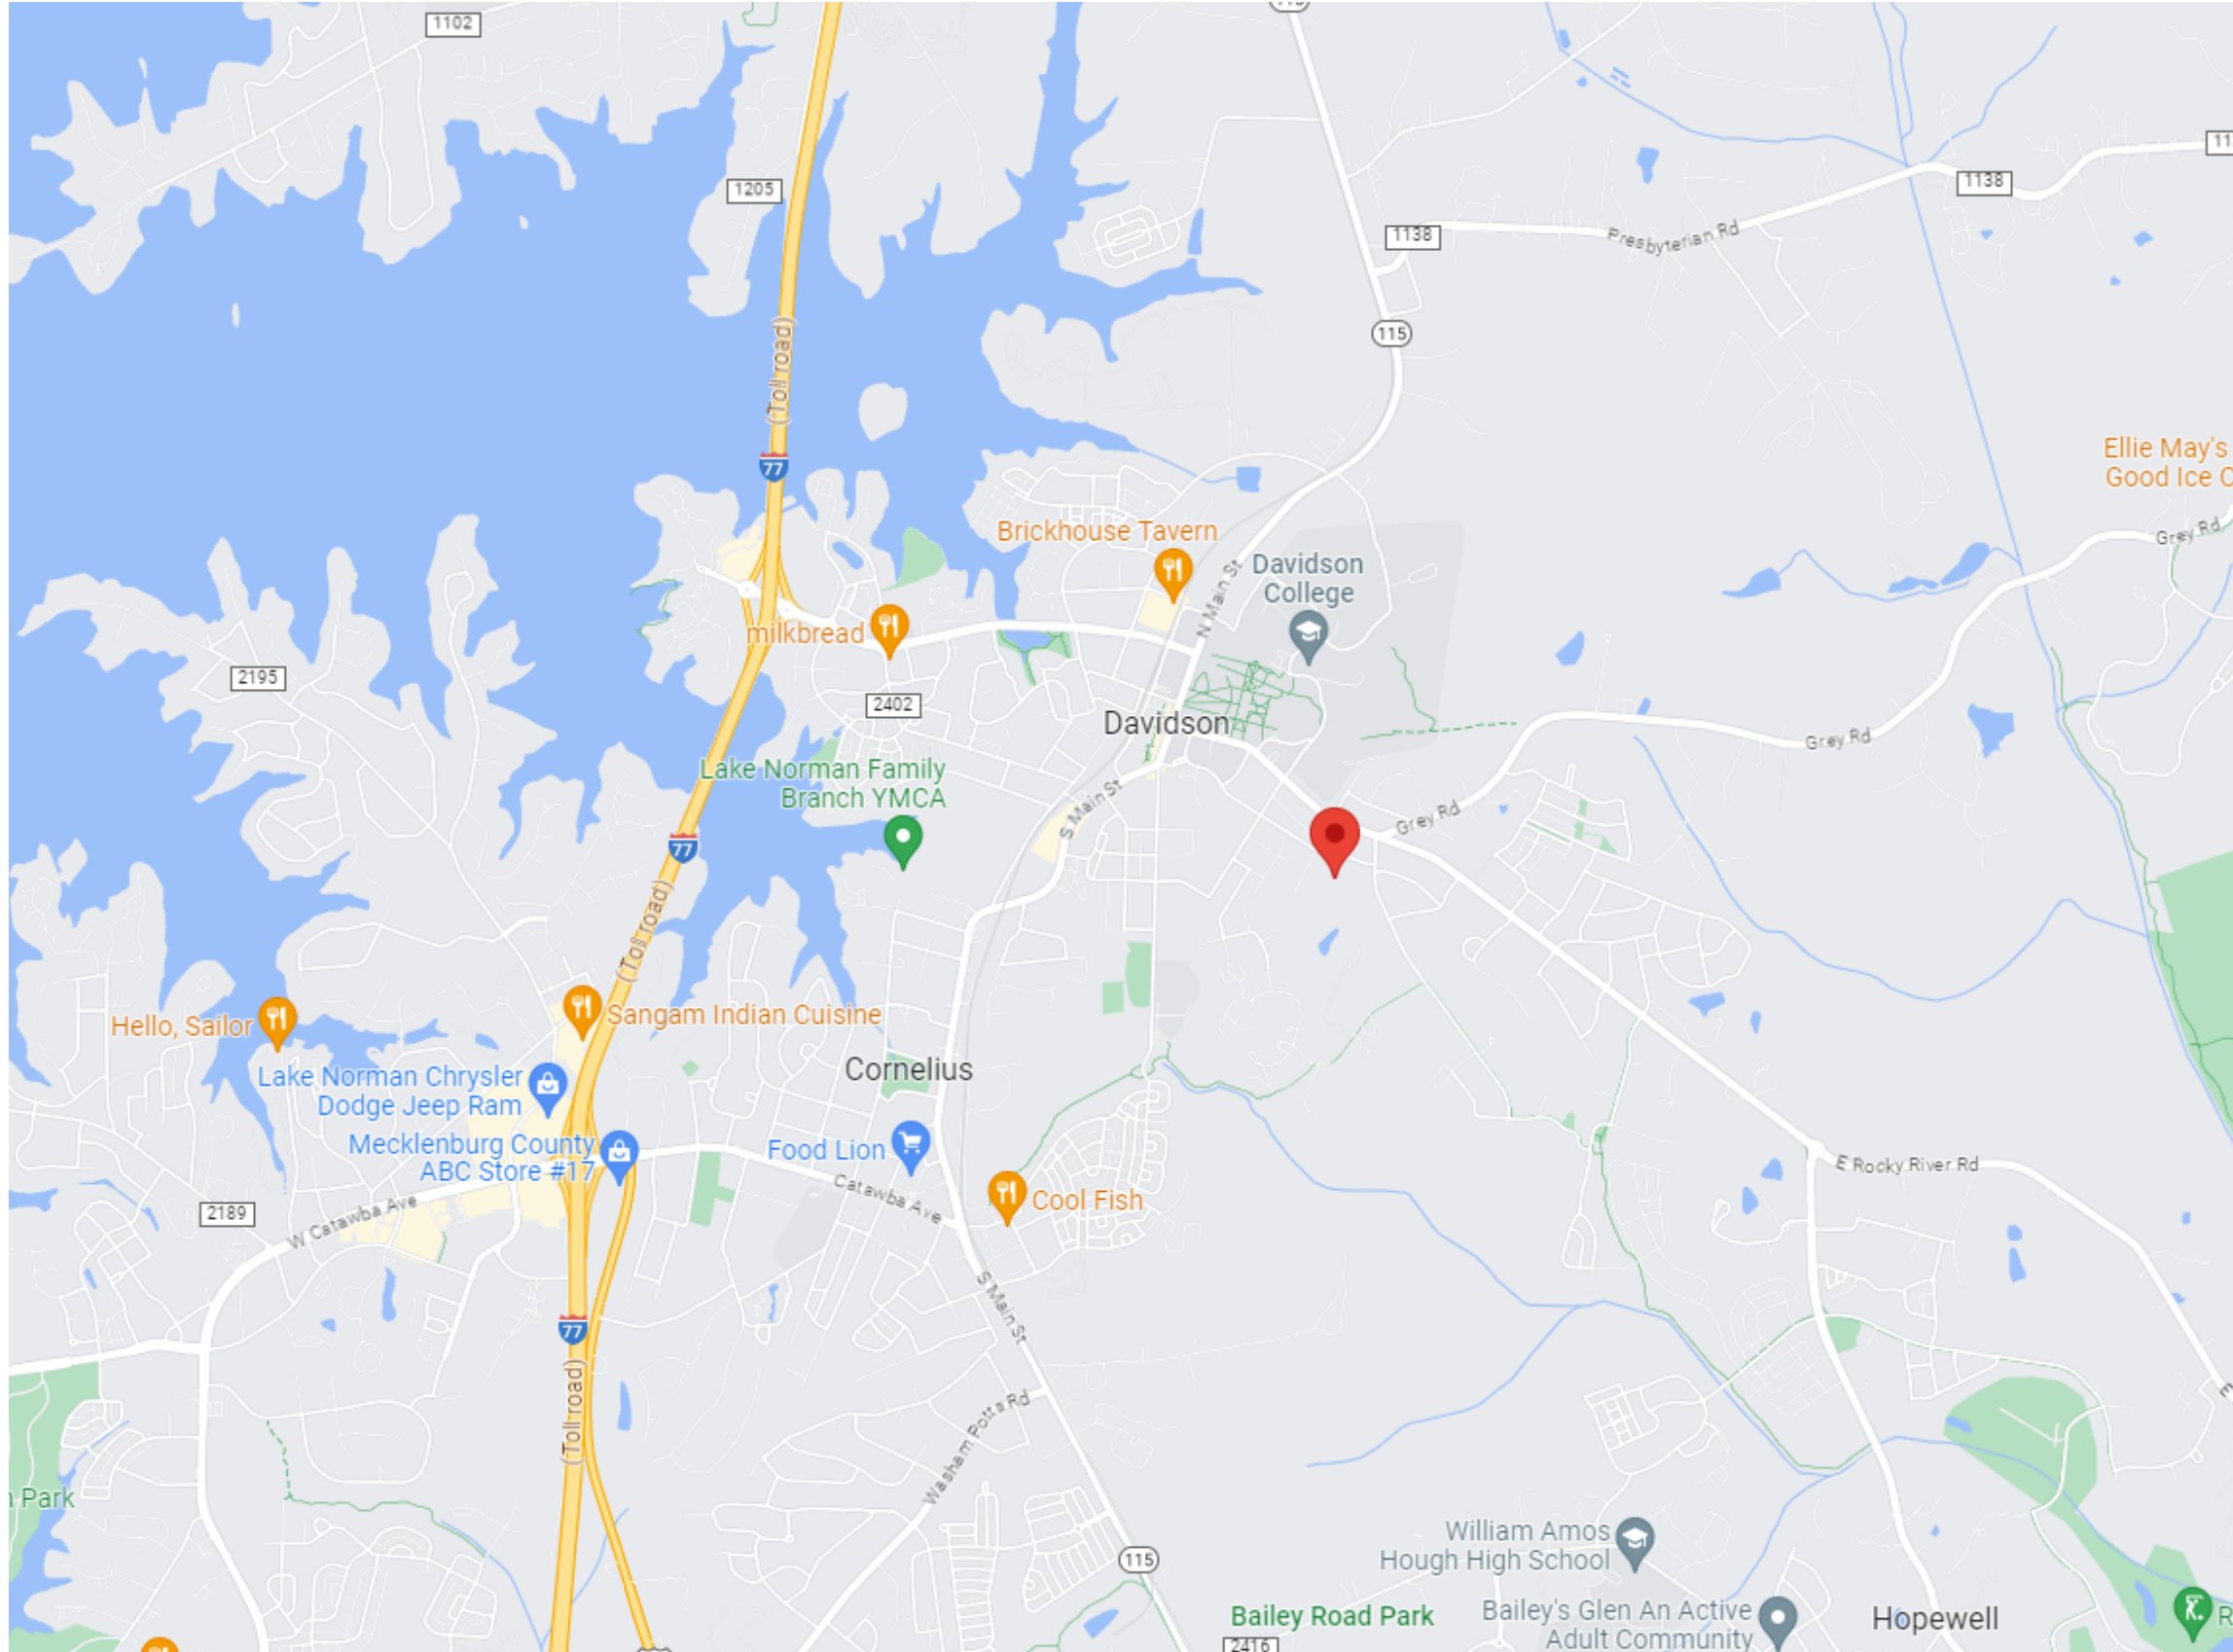 1102
115
1205
11
1138
1138
Presbyterian Rd
(Toll road)
115
77
Ellie May's
Good Ice C
Grey Rd
Brickhouse Tavern
N Main St
Davidson
College
milkbread
2195
2402
Davidson
Grey Rd
Lake Norman Family
Branch YMCA
S Main St
Grey Rd
77
(Toll road)
Hello, Sailor
Sangam Indian Cuisine
Cornelius
Lake Norman Chrysler
Dodge Jeep Ram
Mecklenburg County
ABC Store #17
Food Lion
E Rocky River Rd
Catawba Ave
Cool Fish
2189
W Catawba Ave
S Main St
77
(Toll road)
E
Washam Potts Rd
n Park
William Amos
Hough High School
115
Bailey Road Park
Bailey's Glen An Active
Adult Community
Hopewell
R
2416